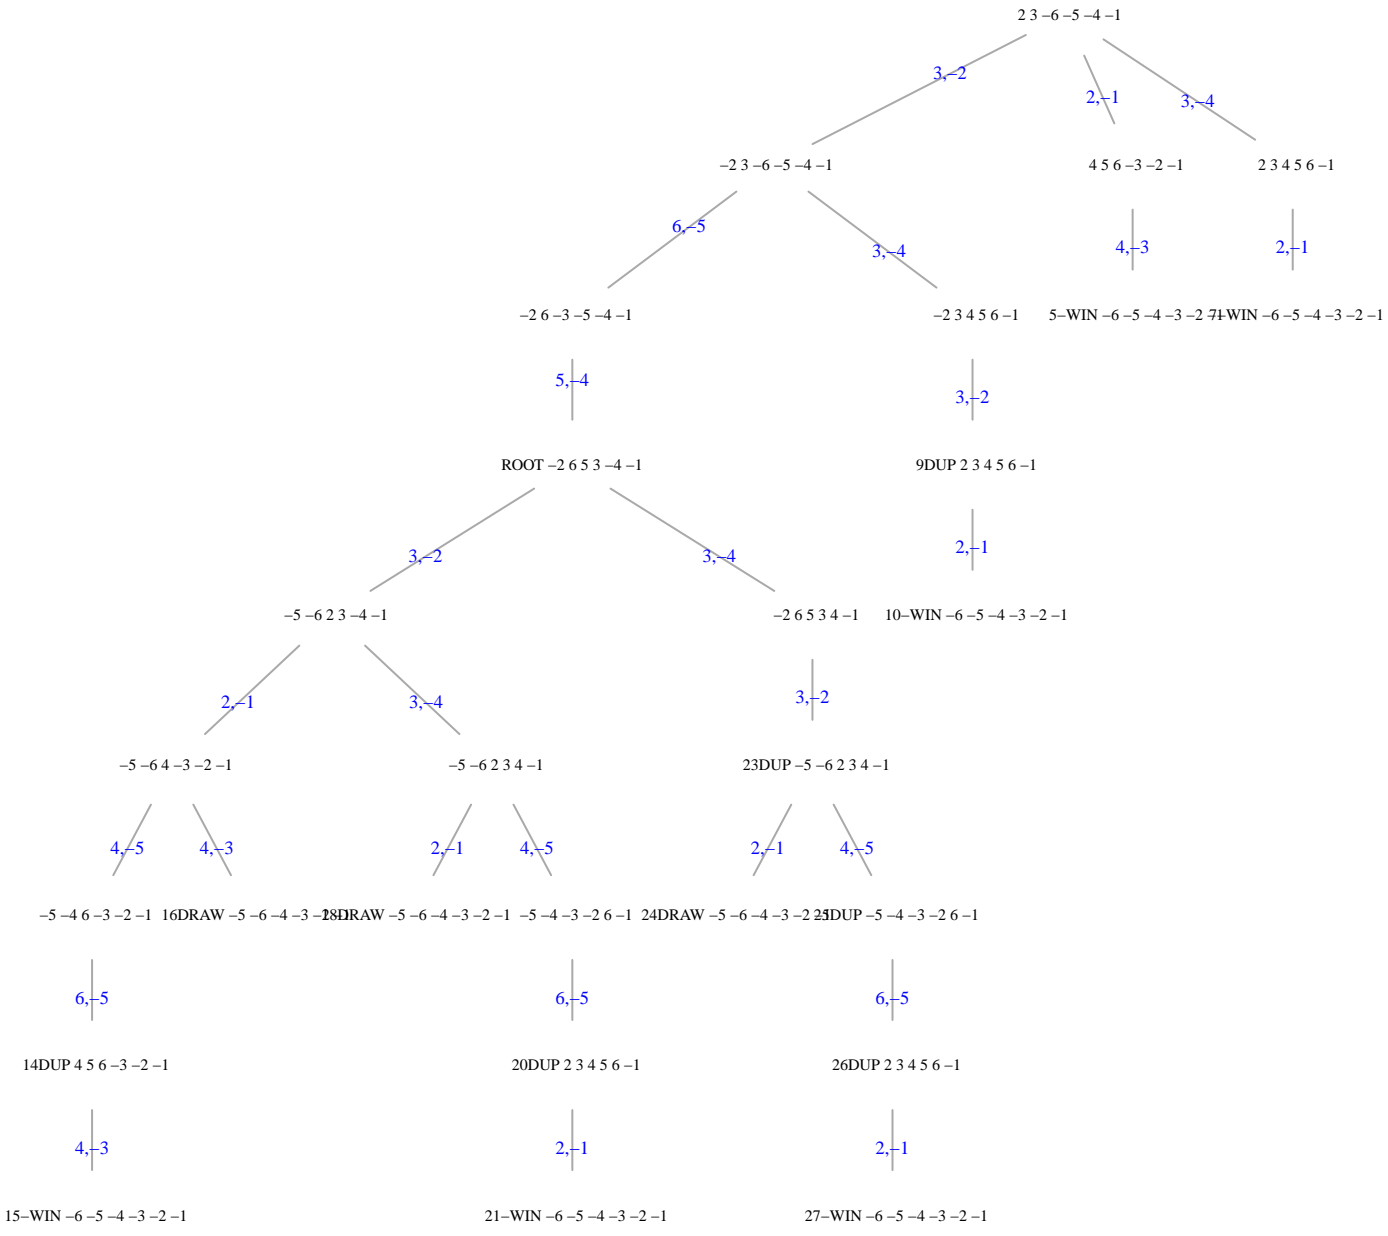 2 3 –6 –5 –4 –1
3,–2
2,–1
3,–4
–2 3 –6 –5 –4 –1
4 5 6 –3 –2 –1
2 3 4 5 6 –1
6,–5
3,–4
4,–3
2,–1
–2 6 –3 –5 –4 –1
–2 3 4 5 6 –1
5–WIN –6 –5 –4 –3 –2 –1
7–WIN –6 –5 –4 –3 –2 –1
5,–4
3,–2
ROOT –2 6 5 3 –4 –1
9DUP 2 3 4 5 6 –1
3,–2
3,–4
2,–1
–5 –6 2 3 –4 –1
–2 6 5 3 4 –1
10–WIN –6 –5 –4 –3 –2 –1
2,–1
3,–4
3,–2
–5 –6 4 –3 –2 –1
–5 –6 2 3 4 –1
23DUP –5 –6 2 3 4 –1
4,–5
4,–3
2,–1
4,–5
2,–1
4,–5
–5 –4 6 –3 –2 –1
16DRAW –5 –6 –4 –3 –2 –1
18DRAW –5 –6 –4 –3 –2 –1
–5 –4 –3 –2 6 –1
24DRAW –5 –6 –4 –3 –2 –1
25DUP –5 –4 –3 –2 6 –1
6,–5
6,–5
6,–5
14DUP 4 5 6 –3 –2 –1
20DUP 2 3 4 5 6 –1
26DUP 2 3 4 5 6 –1
4,–3
2,–1
2,–1
15–WIN –6 –5 –4 –3 –2 –1
21–WIN –6 –5 –4 –3 –2 –1
27–WIN –6 –5 –4 –3 –2 –1